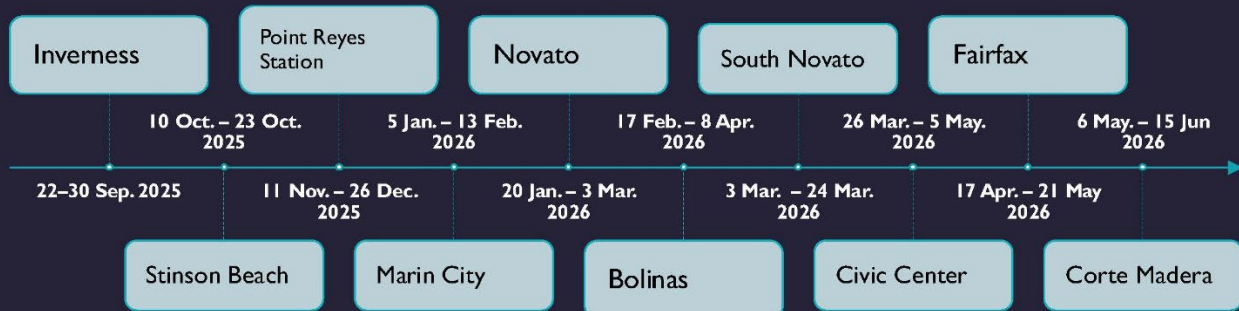 Inverness
Point Reyes
Station
Novato
South Novato
Fairfax
10 Oct. – 23 Oct.
2025
5 Jan. – 13 Feb.
2026
17 Feb. – 8 Apr.
2026
26 Mar. – 5 May.
2026
6 May. – 15 Jun
2026
22–30 Sep. 2025
11 Nov. – 26 Dec.
2025
20 Jan. – 3 Mar.
2026
3 Mar. – 24 Mar.
2026
17 Apr. – 21 May
2026
Stinson Beach
Marin City
Bolinas
Civic Center
Corte Madera